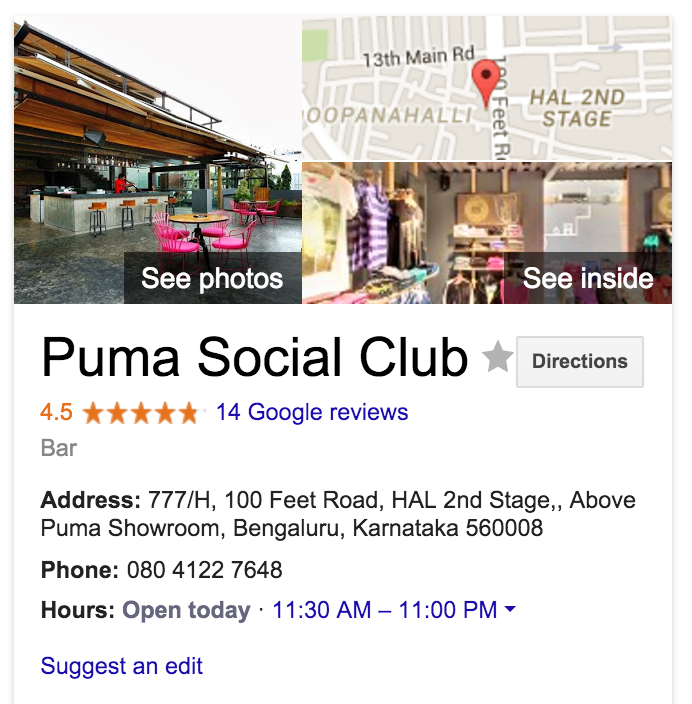 13th Main Rd
100 Feet R
OOPANAHALLI
HAL 2ND
STAGE
See photos
See inside
Puma Social Club
Directions
4.5 14 Google reviews
Bar
Address: 777/H, 100 Feet Road, HAL 2nd Stage,, Above
Puma Showroom, Bengaluru, Karnataka 560008
Phone: 080 4122 7648
Hours: Open today · 11:30 AM – 11:00 PM
Suggest an edit